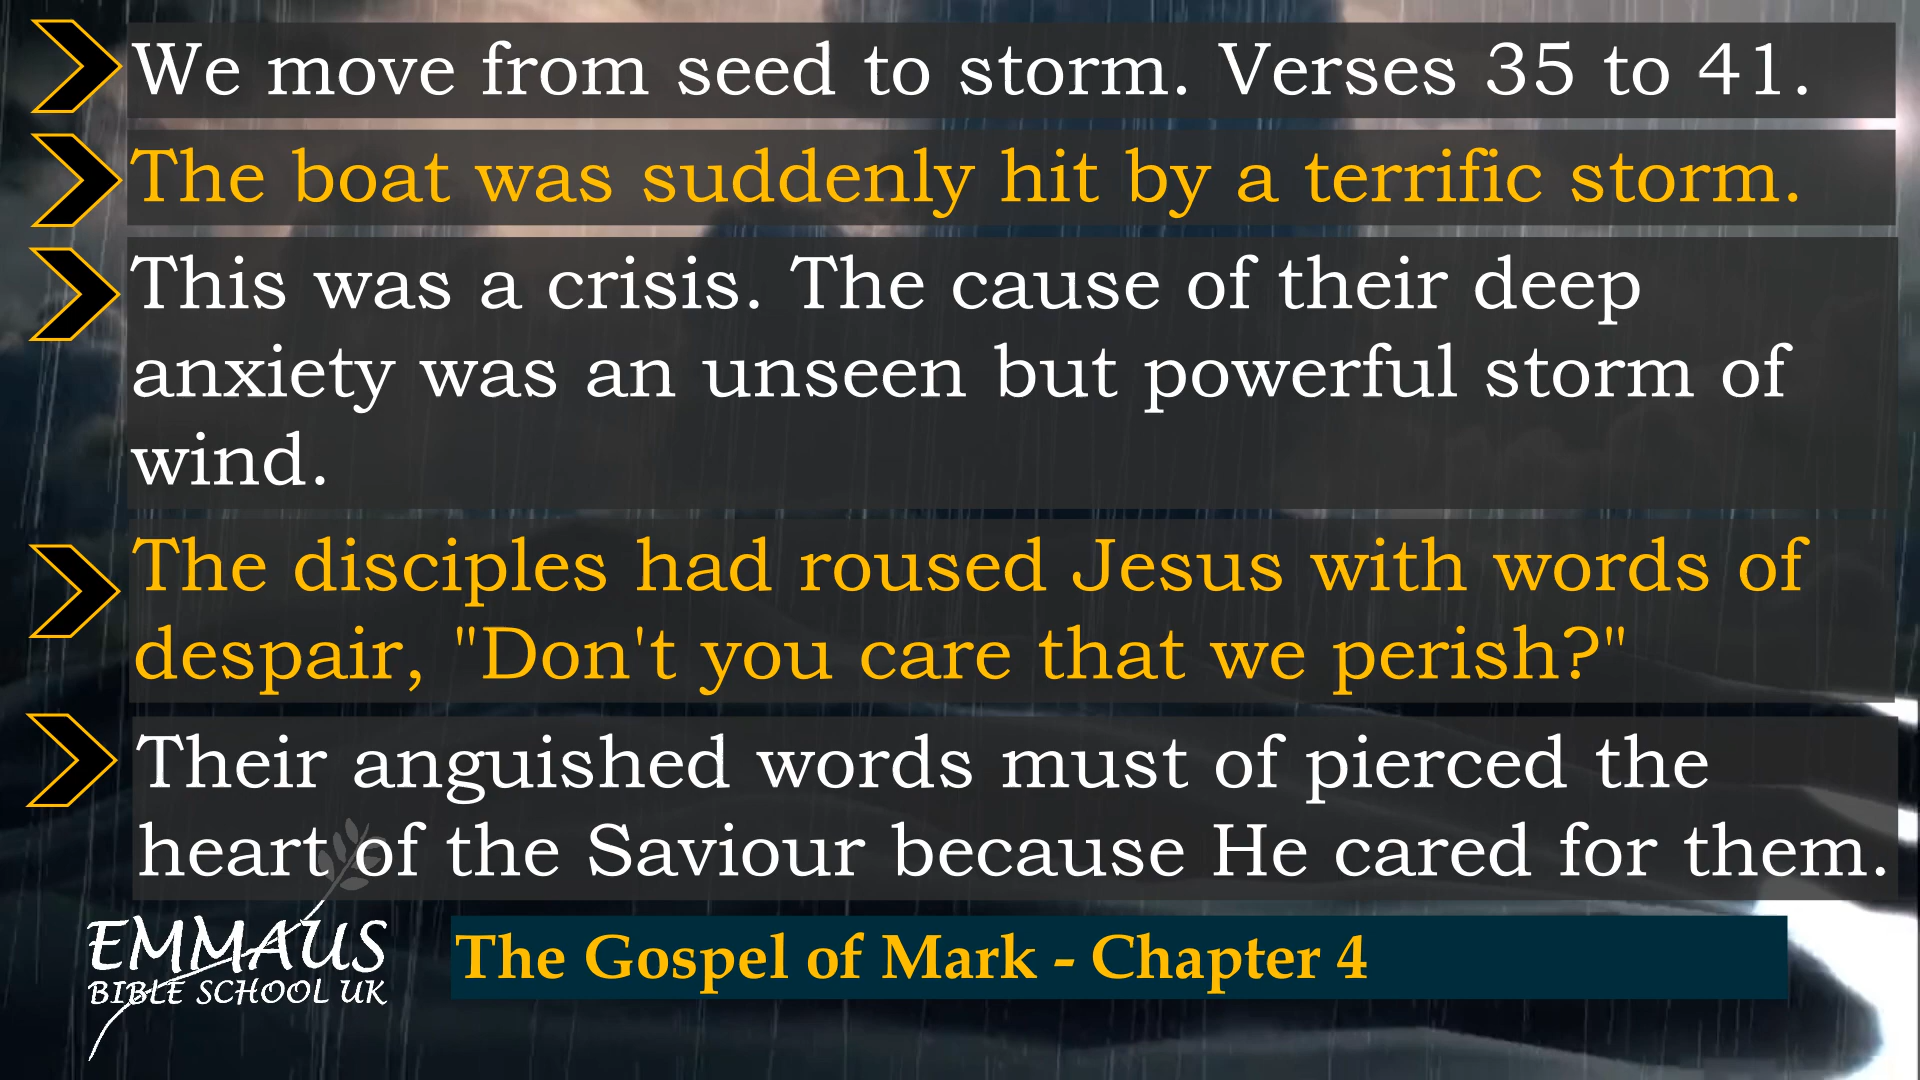 We move from seed to storm. Verses 35 to 41.
The boat was suddenly hit by a terrific storm.
This was a crisis. The cause of their deep
anxiety was an unseen but powerful storm of
wind.
The disciples had roused Jesus with words of
despair, "Don't you care that we perish?"
Their anguished words must of pierced the
heart of the Saviour because He cared for them.
EMMAUS
BIBLE SCHOOL UK
The Gospel of Mark - Chapter 4